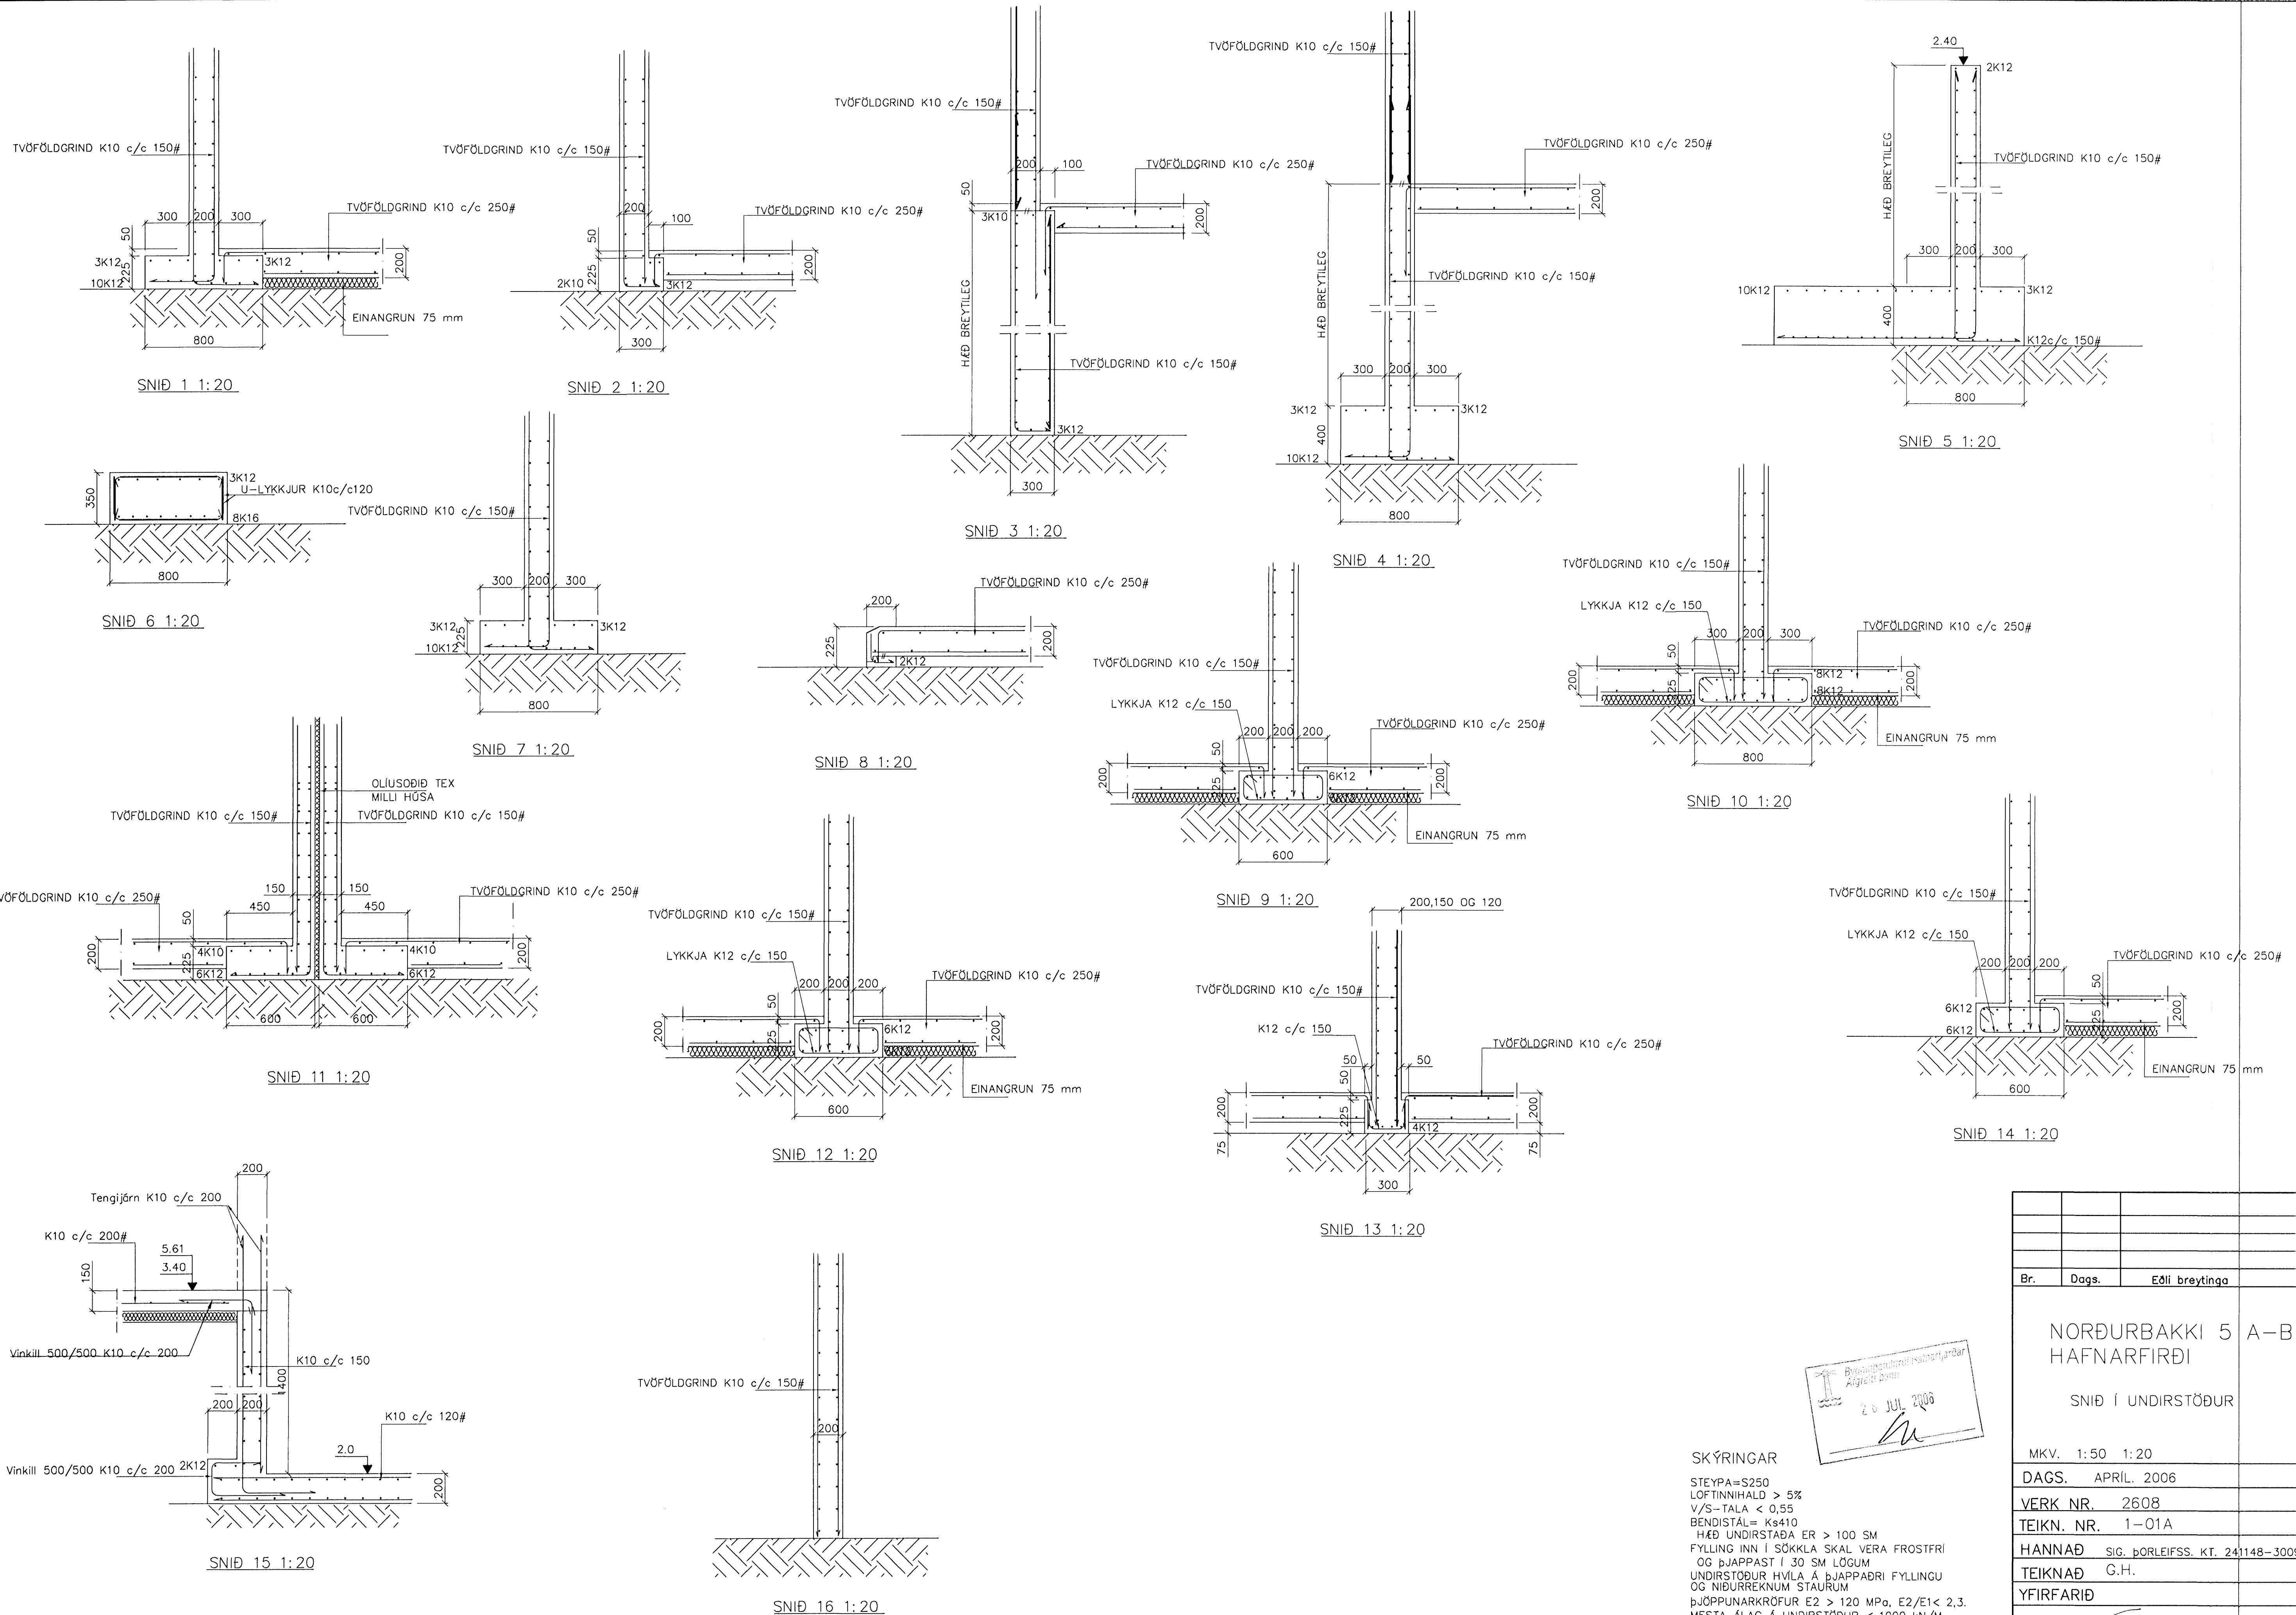 TVÖFÖLDGRIND K10 c/c 150#
TVÖFÖLDGRIND K10 c/c 250#
300 200 300
50
225
3K12
3K12
10K12
200
EINANGRUN 75 mm
800
SNIÐ 1 1:20
TVÖFÖLDGRIND K10 c/c 150#
TVÖFÖLDGRIND K10 c/c 250#
200
100
50
225
200
2K10
3K12
300
SNIÐ 2 1:20
TVÖFÖLDGRIND K10 c/c 150#
200 100
TVÖFÖLDGRIND K10 c/c 250#
50
3K10
200
HÆÐ BREYTILEG
TVÖFÖLDGRIND K10 c/c 150#
3K12
300
SNIÐ 3 1:20
TVÖFÖLDGRIND K10 c/c 150#
TVÖFÖLDGRIND K10 c/c 250#
200
HÆÐ BREYTILEG
TVÖFÖLDGRIND K10 c/c 150#
300 200 300
3K12
3K12
400
10K12
800
SNIÐ 4 1:20
2.40
2K12
HÆÐ BREYTILEG
TVÖFÖLDGRIND K10 c/c 150#
300 200 300
10K12
3K12
400
K12c/c 150#
800
SNIÐ 5 1:20
350
3K12
U-LYKKJUR K10c/c120
8K16
800
SNIÐ 6 1:20
TVÖFÖLDGRIND K10 c/c 150#
300 200 300
3K12
3K12
225
10K12
800
SNIÐ 7 1:20
TVÖFÖLDGRIND K10 c/c 250#
200
225
200
2K12
SNIÐ 8 1:20
TVÖFÖLDGRIND K10 c/c 150#
LYKKJA K12 c/c 150
TVÖFÖLDGRIND K10 c/c 250#
200 200 200
50
200
225
6K12
200
EINANGRUN 75 mm
600
SNIÐ 9 1:20
TVÖFÖLDGRIND K10 c/c 150#
LYKKJA K12 c/c 150
TVÖFÖLDGRIND K10 c/c 250#
300 200 300
50
200
225
8K12
8K12
200
EINANGRUN 75 mm
800
SNIÐ 10 1:20
OLÍUSOÐIÐ TEX
MILLI HÚSA
TVÖFÖLDGRIND K10 c/c 150#
TVÖFÖLDGRIND K10 c/c 150#
VÖFÖLDGRIND K10 c/c 250#
150 150
TVÖFÖLDGRIND K10 c/c 250#
450 450
50
200
225
4K10
4K10
6K12
6K12
200
600 600
SNIÐ 11 1:20
TVÖFÖLDGRIND K10 c/c 150#
LYKKJA K12 c/c 150
TVÖFÖLDGRIND K10 c/c 250#
200 200 200
50
200
225
6K12
200
EINANGRUN 75 mm
600
SNIÐ 12 1:20
200,150 OG 120
TVÖFÖLDGRIND K10 c/c 150#
K12 c/c 150
TVÖFÖLDGRIND K10 c/c 250#
50 50
50
200
225
200
75
4K12
75
300
SNIÐ 13 1:20
TVÖFÖLDGRIND K10 c/c 150#
LYKKJA K12 c/c 150
TVÖFÖLDGRIND K10 c/c 250#
200 200 200
50
6K12
225
200
6K12
EINANGRUN 75 mm
600
SNIÐ 14 1:20
200
Tengijárn K10 c/c 200
K10 c/c 200#
5.61
3.40
150
Vinkill 500/500 K10 c/c 200
K10 c/c 150
1400
200 200
K10 c/c 120#
2.0
2K12
Vinkill 500/500 K10 c/c 200
200
SNIÐ 15 1:20
TVÖFÖLDGRIND K10 c/c 150#
200
SNIÐ 16 1:20
JÚL 2006
SKÝRINGAR
STEYPA=S250
LOFTINNIHALD > 5%
V/S-TALA < 0,55
BENDISTÁL= Ks410
HÆÐ UNDIRSTAÐA ER > 100 SM
FYLLING INN Í SÖKKLA SKAL VERA FROSTFRÍ
OG ÞJAPPAST Í 30 SM LÖGUM
UNDIRSTÖÐUR HVÍLA Á ÞJAPPAÐRI FYLLINGU
OG NIÐURREKNUM STAURUM
ÞJÖPPUNARKRÖFUR E2 > 120 MPa, E2/E1< 2,3.
MESTA ÁLAG Á UNDIRSTÖÐUR < 1000 kN/M
Br. Dags. Eðli breytinga
NORÐURBAKKI 5 A-B
HAFNARFIRÐI
SNIÐ Í UNDIRSTÖÐUR
MKV. 1:50 1:20
DAGS. APRÍL. 2006
VERK NR. 2608
TEIKN. NR. 1-01A
HANNAÐ SIG. ÞORLEIFSS. KT. 241148-3009
TEIKNAÐ G.H.
YFIRFARIÐ